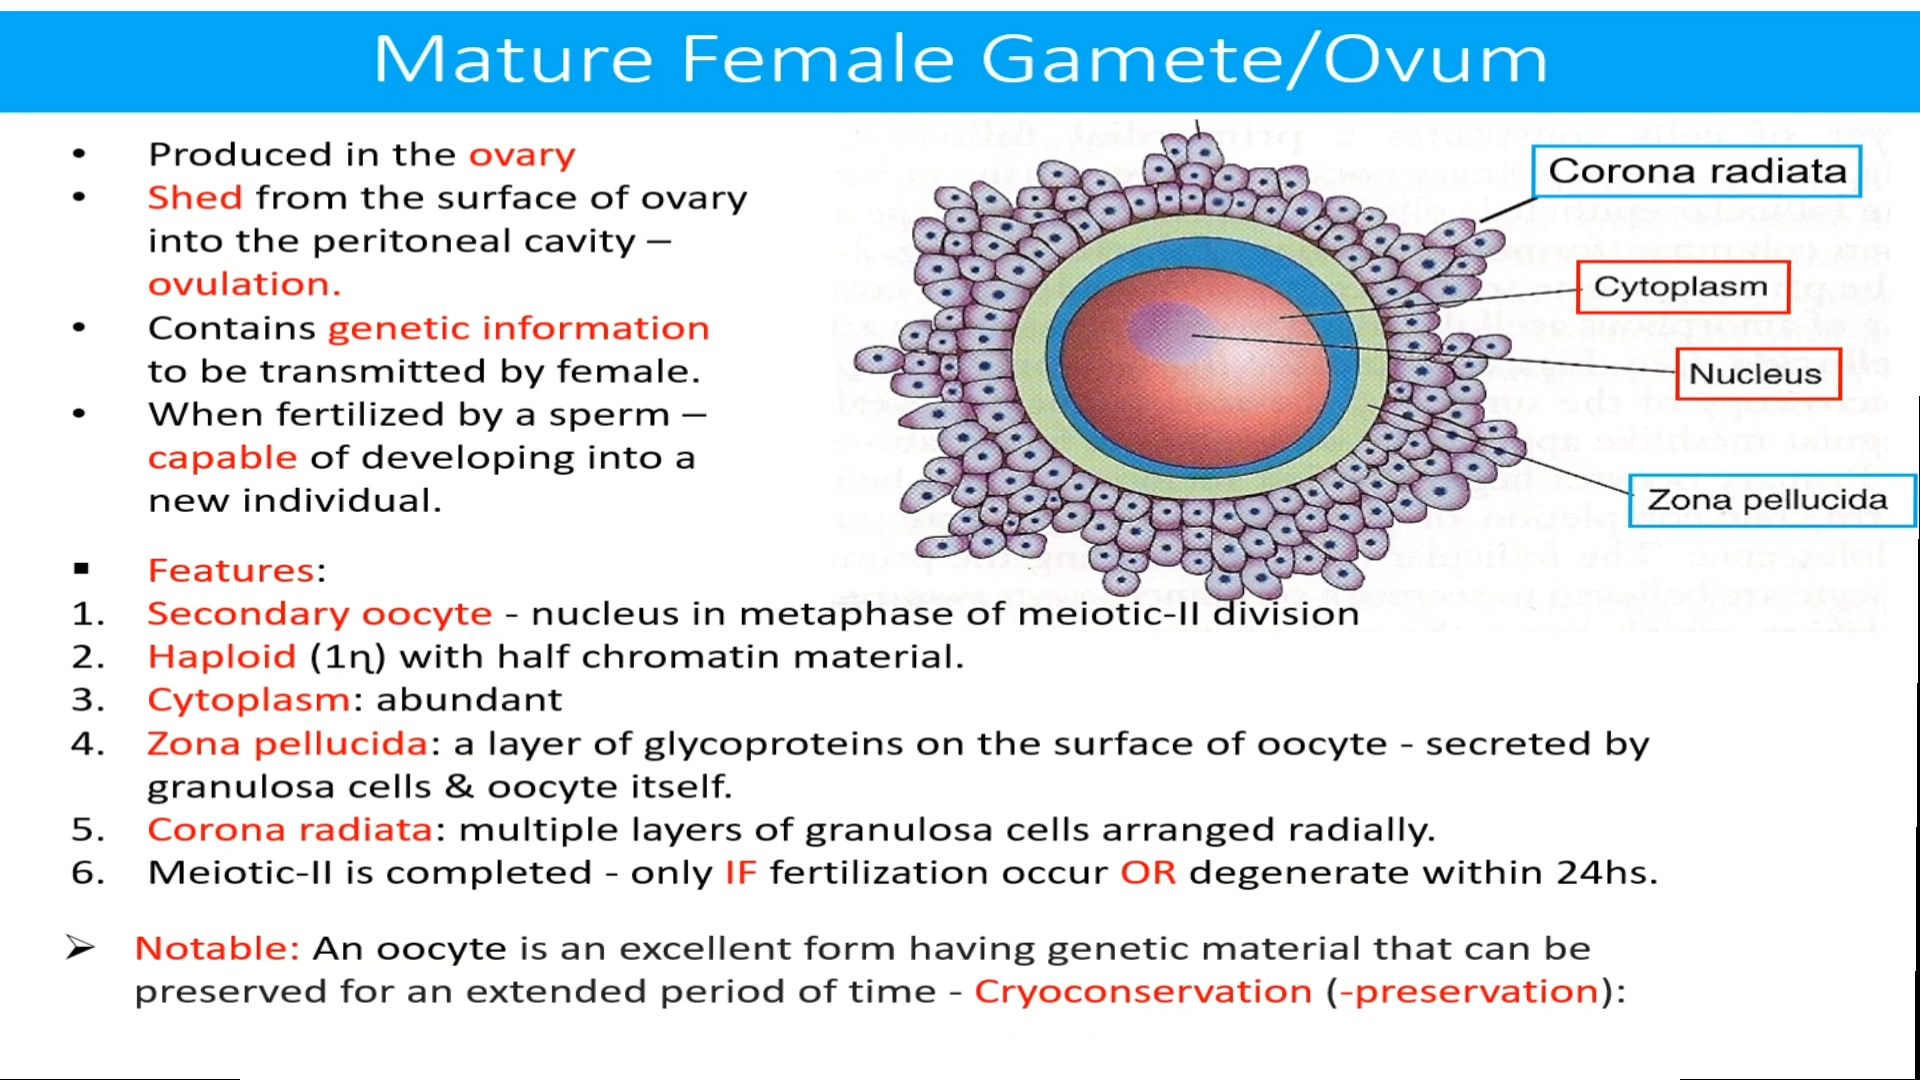 Mature Female Gamete/Ovum
• Produced in the ovary
• Shed from the surface of ovary
into the peritoneal cavity –
ovulation.
• Contains genetic information
to be transmitted by female.
• When fertilized by a sperm –
capable of developing into a
new individual.
Corona radiata
Cytoplasm
Nucleus
Zona pellucida
▪ Features:
1. Secondary oocyte - nucleus in metaphase of meiotic-II division
2. Haploid (1η) with half chromatin material.
3. Cytoplasm: abundant
4. Zona pellucida: a layer of glycoproteins on the surface of oocyte - secreted by
granulosa cells & oocyte itself.
5. Corona radiata: multiple layers of granulosa cells arranged radially.
6. Meiotic-II is completed - only IF fertilization occur OR degenerate within 24hs.
➢ Notable: An oocyte is an excellent form having genetic material that can be
preserved for an extended period of time - Cryoconservation (-preservation):